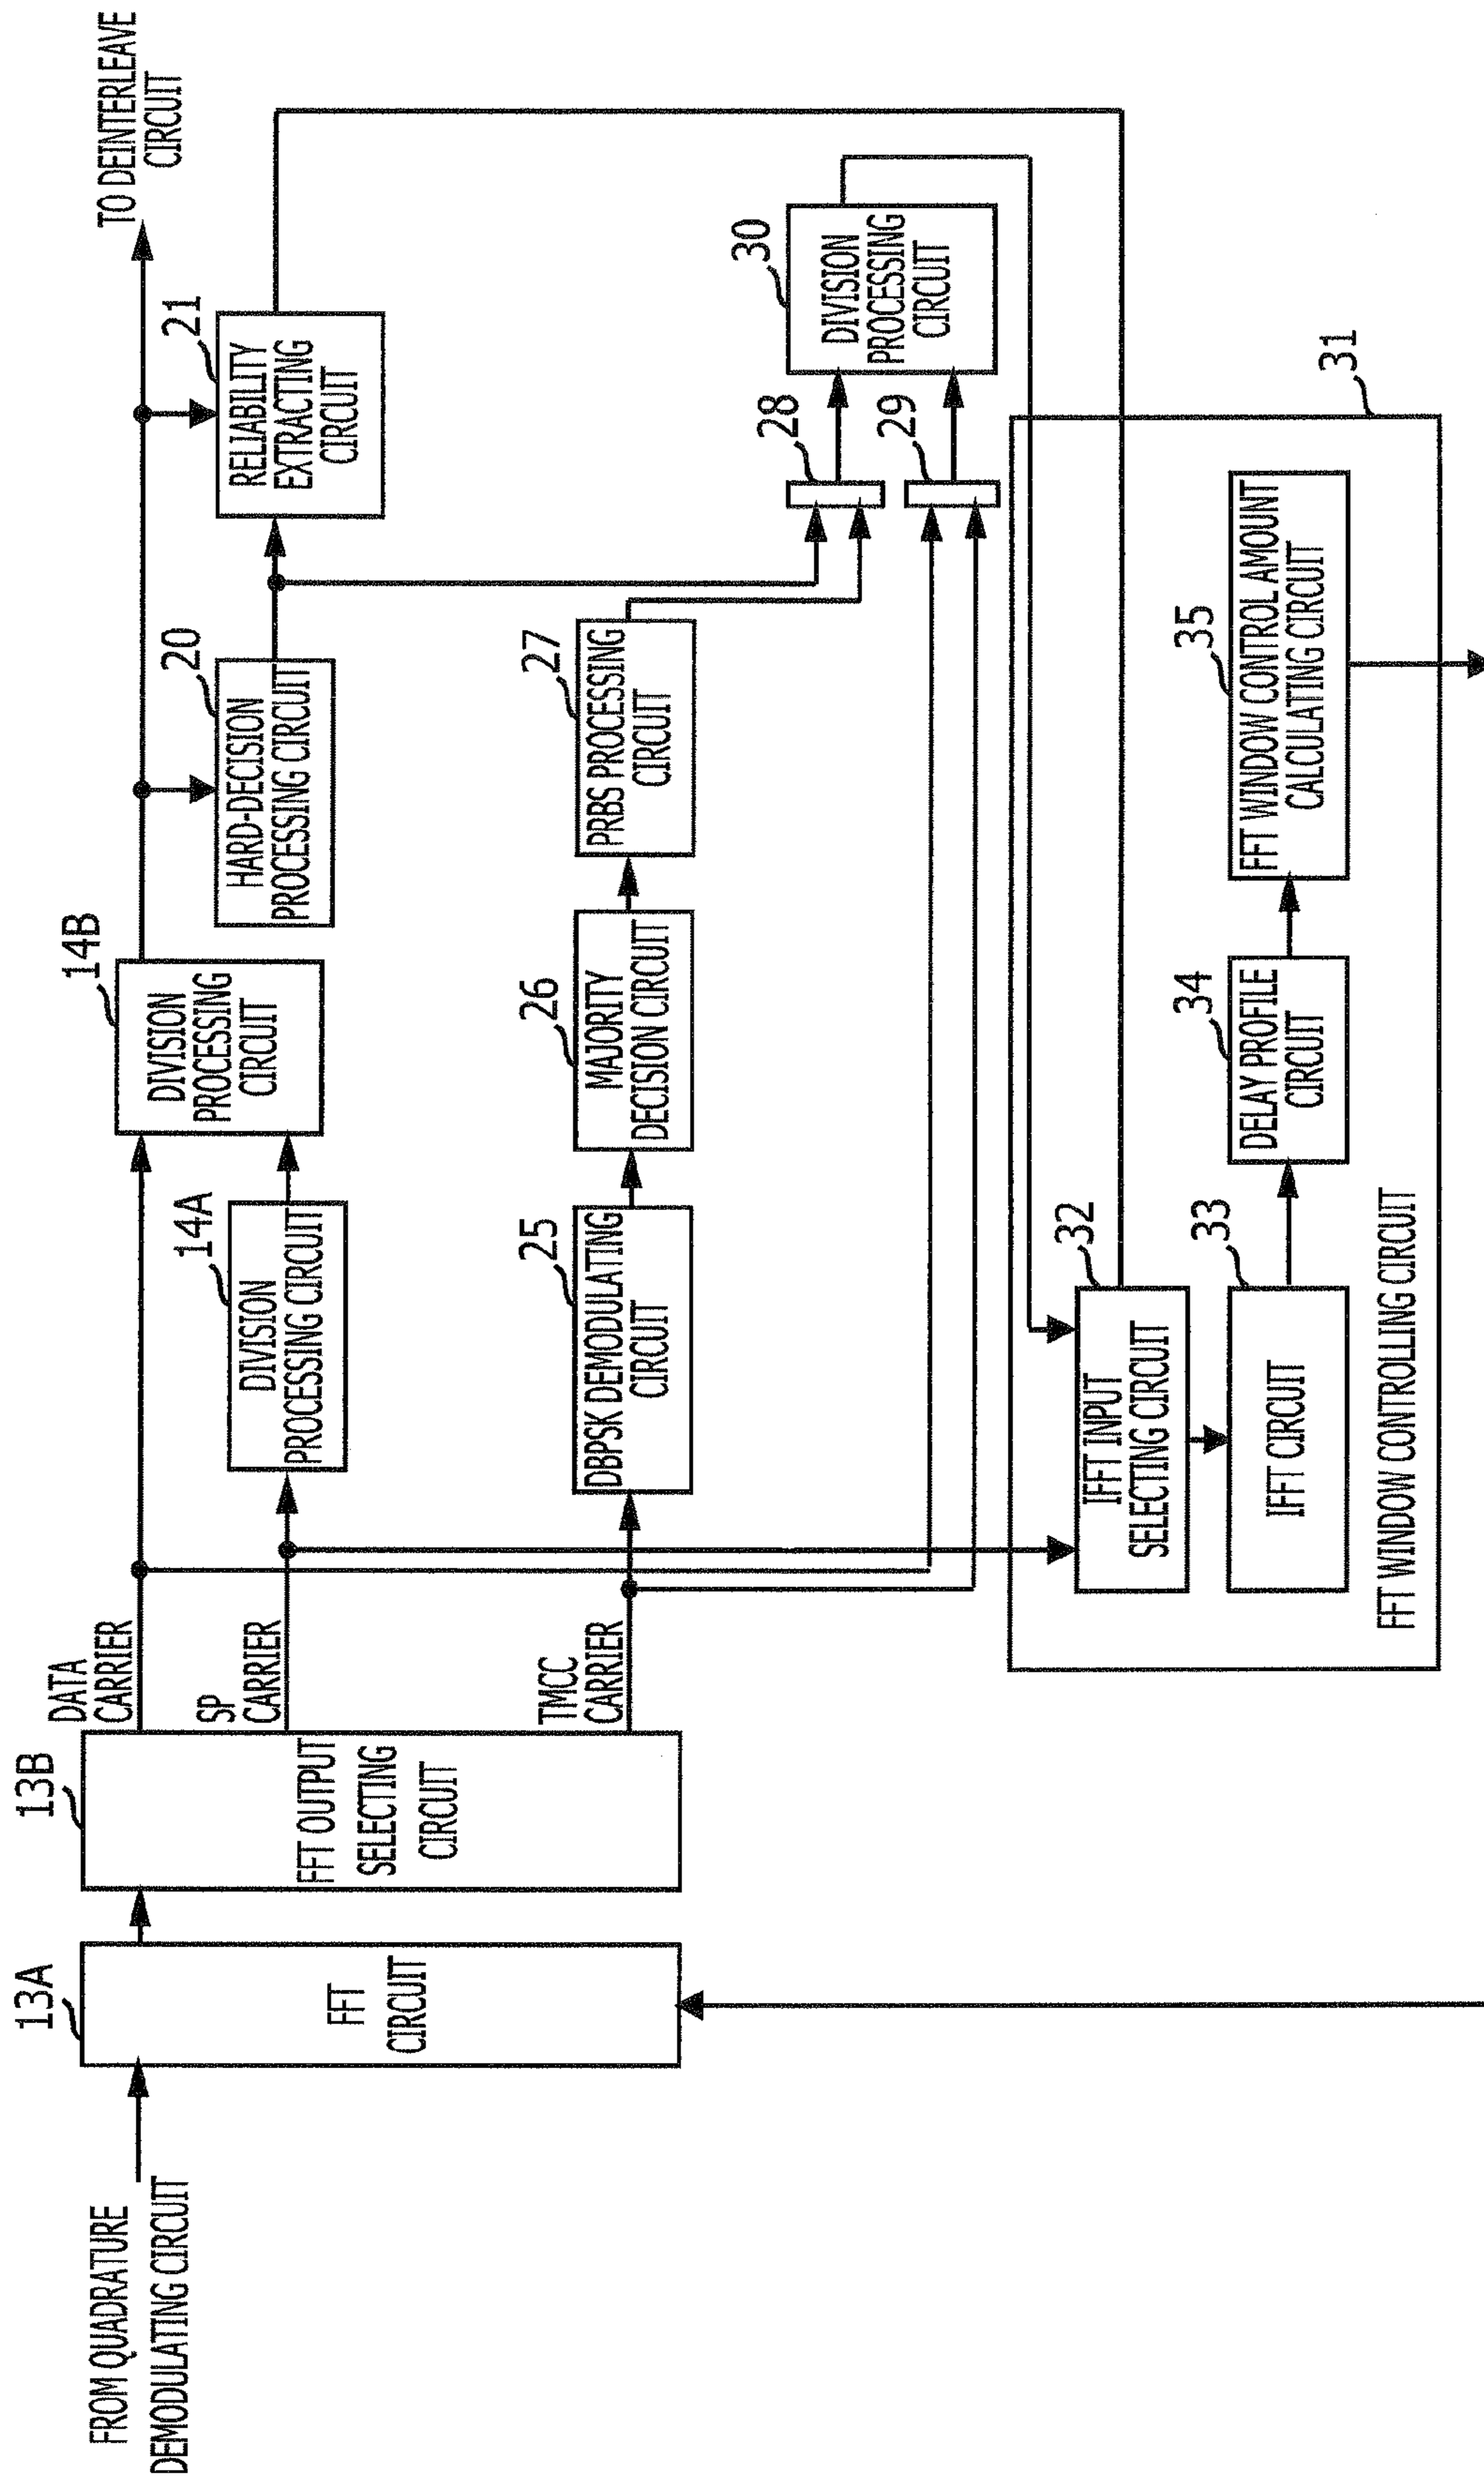 FROM QUADRATURE
DEMODULATING CIRCUIT
13A
FFT
CIRCUIT
13B
FFT OUTPUT
SELECTING
CIRCUIT
DATA
CARRIER
SP
CARRIER
TMCC
CARRIER
14A
DIVISION
PROCESSING CIRCUIT
14B
DIVISION
PROCESSING
CIRCUIT
TO DEINTERLEAVE
CIRCUIT
20
HARD-DECISION
PROCESSING CIRCUIT
21
RELIABILITY
EXTRACTING
CIRCUIT
25
DBPSK DEMODULATING
CIRCUIT
26
MAJORITY
DECISION CIRCUIT
27
PRBS PROCESSING
CIRCUIT
28
29
30
DIVISION
PROCESSING
CIRCUIT
31
32
IFFT INPUT
SELECTING CIRCUIT
33
IFFT CIRCUIT
34
DELAY PROFILE
CIRCUIT
35
FFT WINDOW CONTROL AMOUNT
CALCULATING CIRCUIT
FFT WINDOW CONTROLLING CIRCUIT